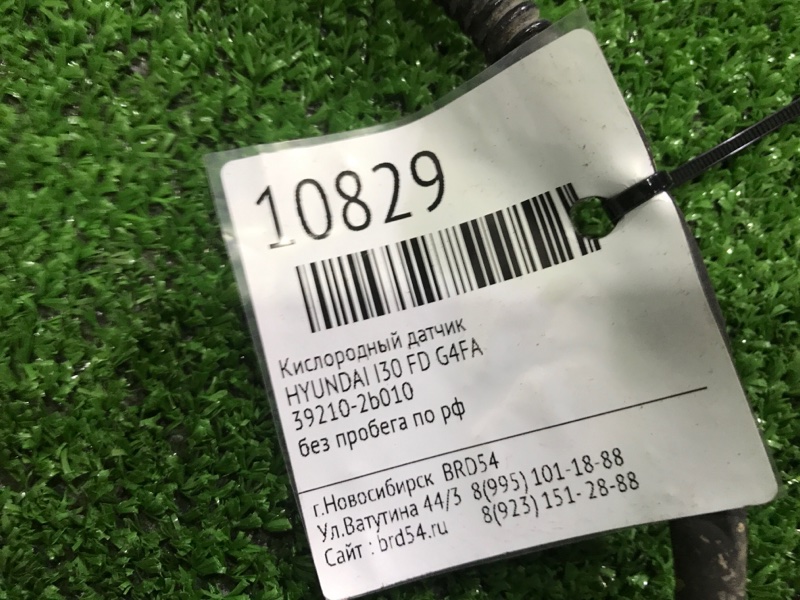 10829
Кислородный датчик
HYUNDAI I30 FD G4FA
39210-2b010
без пробега по рф
г.Новосибирск BRD54
Ул.Ватутина 44/3 8(995) 101-18-88
Сайт : brd54.ru 8(923) 151- 28-88